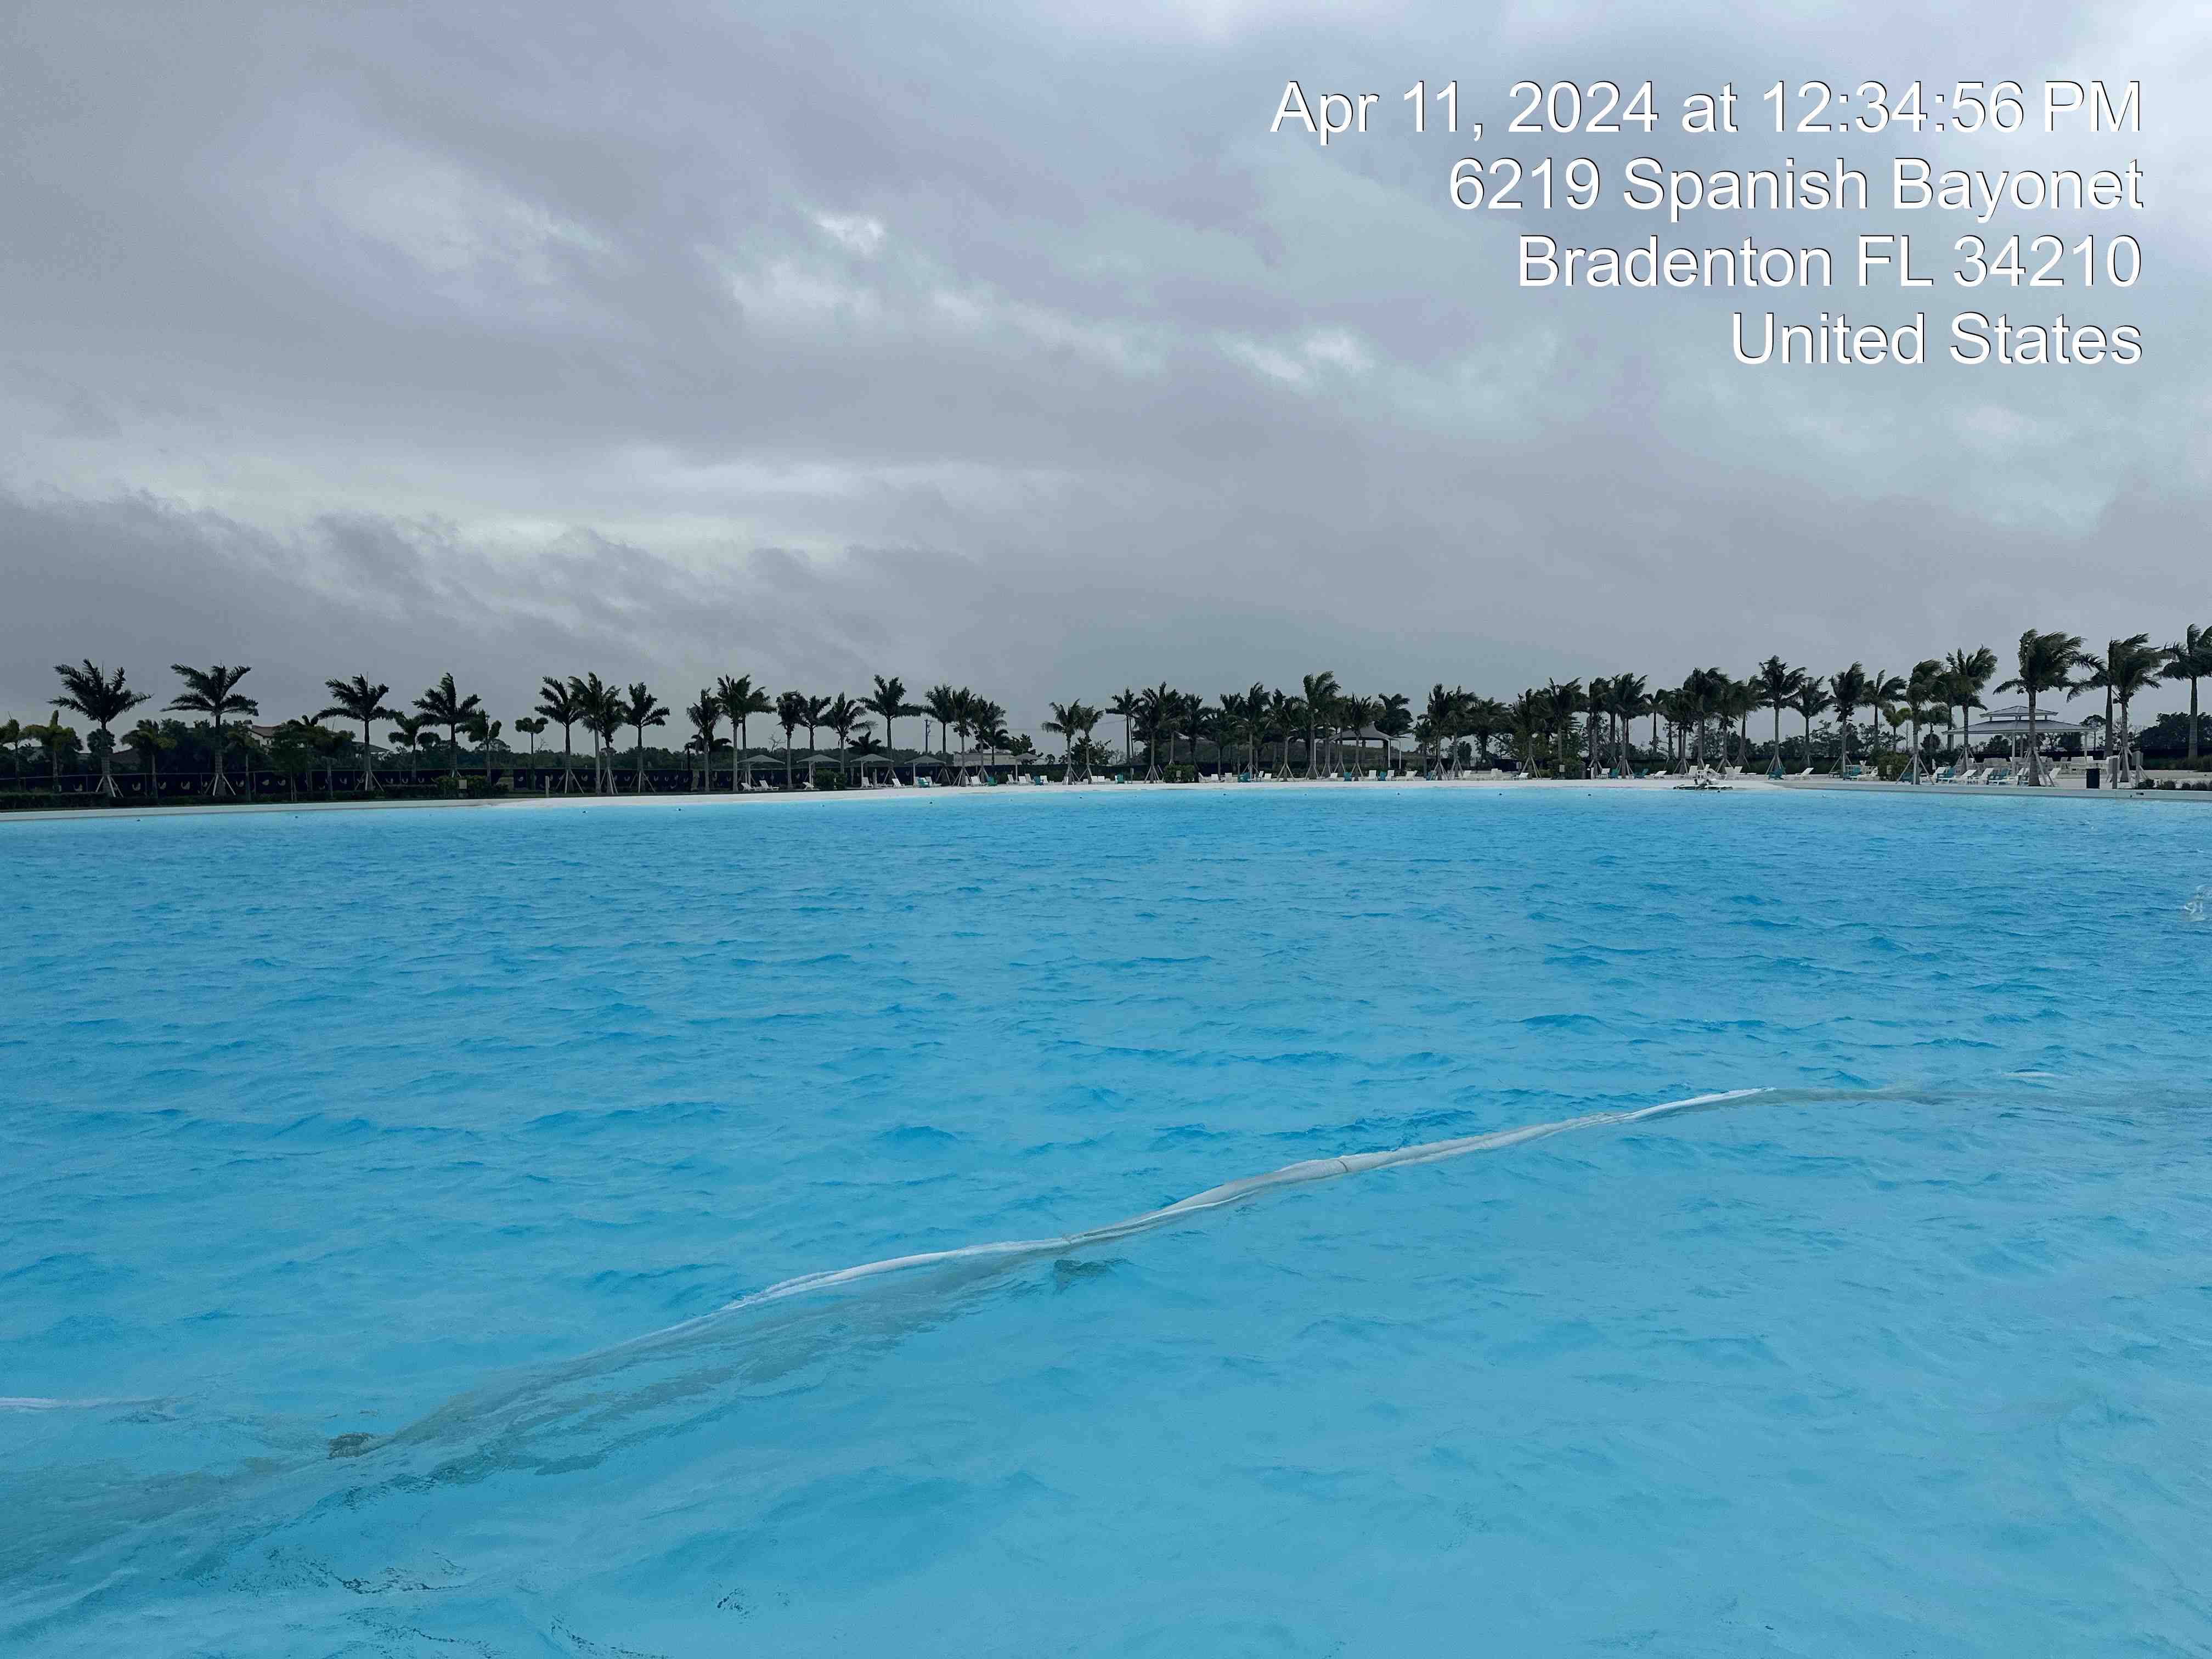 Apr 11, 2024 at 12:34:56 PM
6219 Spanish Bayonet
Bradenton FL 34210
United States